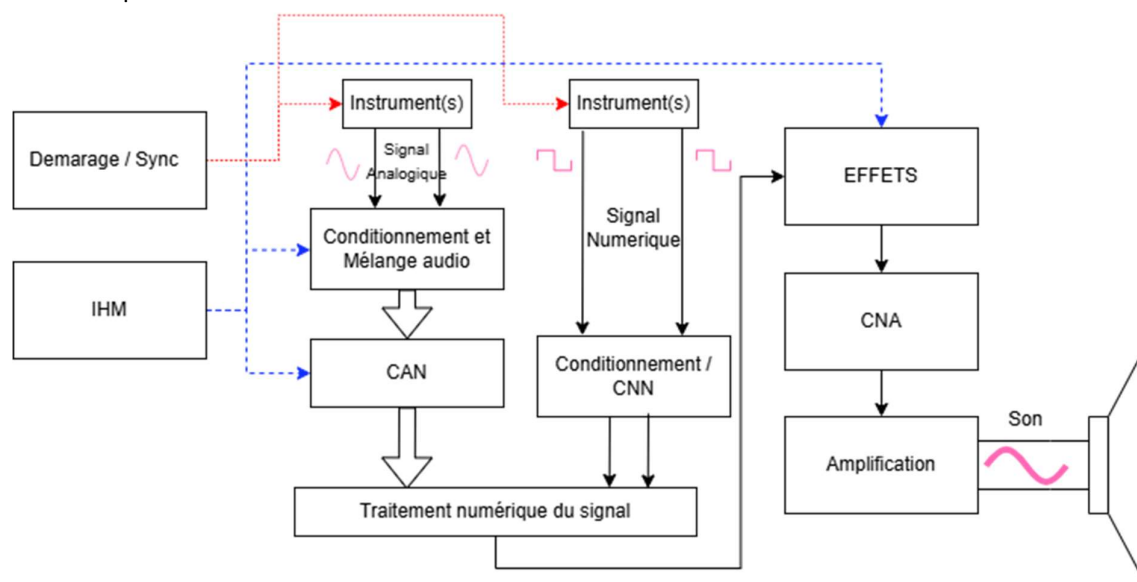 Instrument(s)
Instrument(s)
Demarage / Sync
Signal
Analogique
EFFETS
Signal
Numerique
Conditionnement et
Mélange audio
IHM
CNA
CAN
Conditionnement /
CNN
Son
Amplification
Traitement numérique du signal